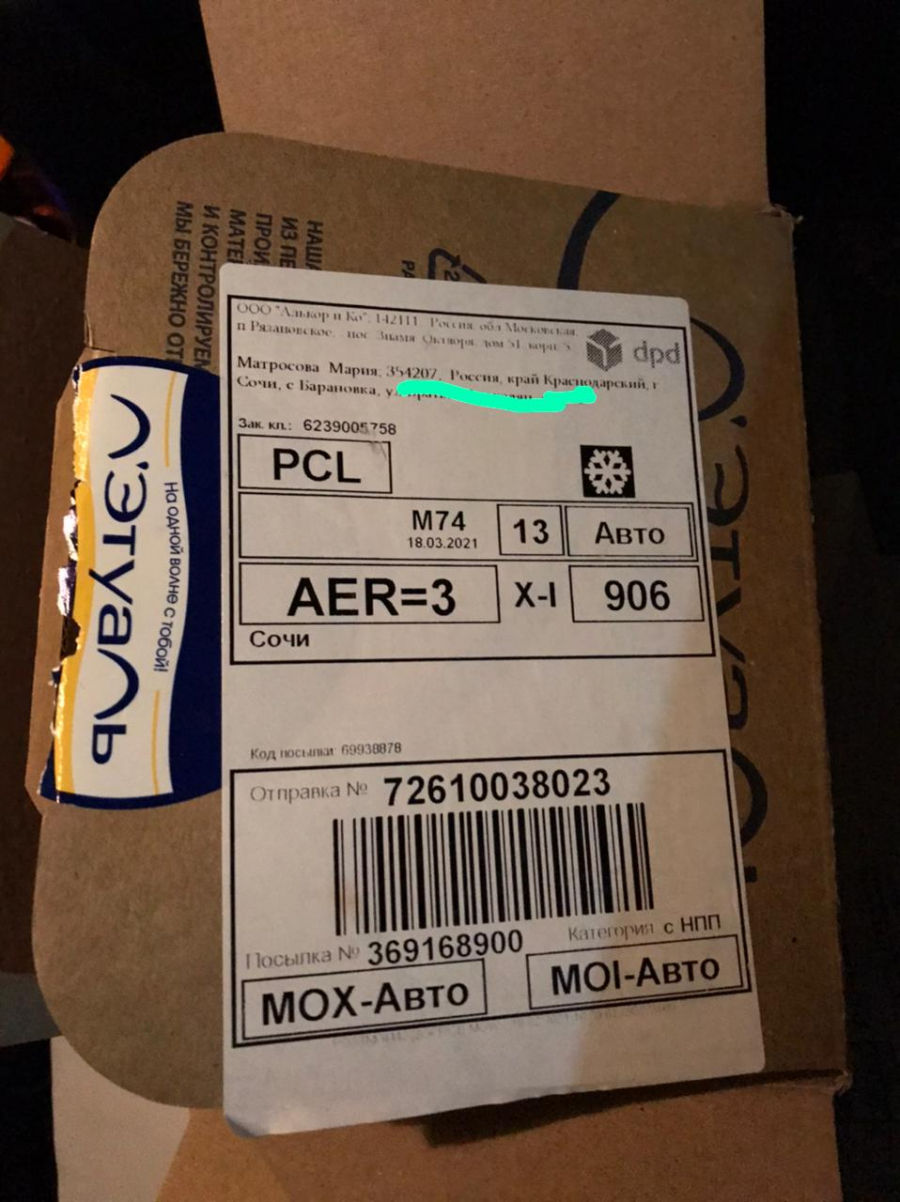 НАША
ИЗ ПЕ
ПРОИ
МАТЕ
И КОНТРОЛИРУЕМ
МЫ БЕРЕЖНО ОТ
ООО "Алькор и Ко", 142111, Россия, обл Московская,
п Рязановское, пос Знамя Октября, дом 51, корп. 5
dpd
Матросова Мария, 354207, Россия, край Краснодарский, г
Сочи, с Барановка,
Зак. кл.: 6239005758
PCL
М74
18.03.2021
13
Авто
AER=3
X-I
906
Сочи
Л'Этуаль
На одной волне с тобой!
Л'Этуаль
Код посылки: 69938878
Отправка № 72610038023
Посылка № 369168900
Категория: с НПП
MOX-Авто
MOI-Авто